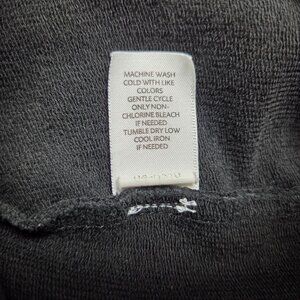 MACHINE WASH
COLD WITH LIKE
COLORS
GENTLE CYCLE
ONLY NON-
CHLORINE BLEACH
IF NEEDED
TUMBLE DRY LOW
COOL IRON
IF NEEDED